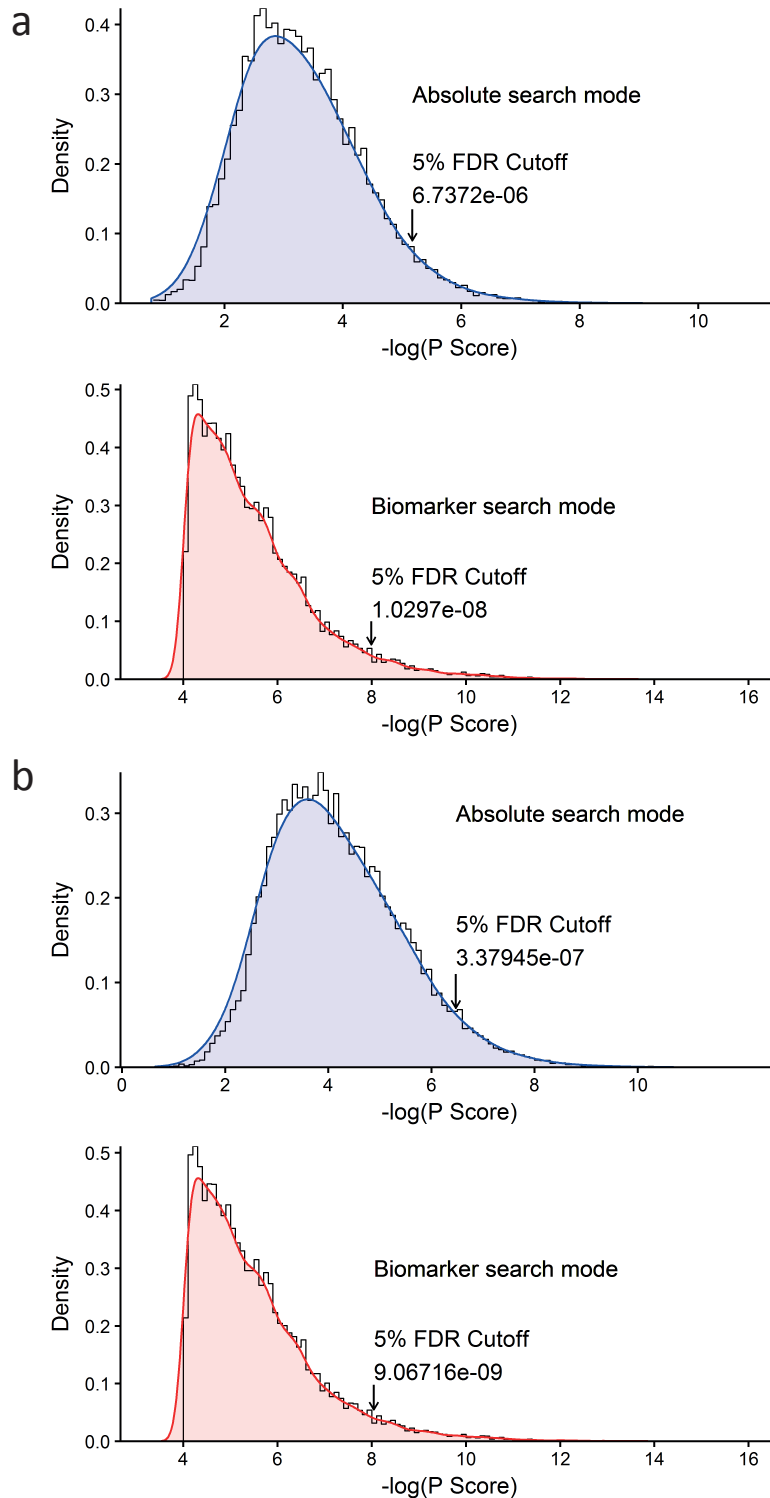 a
0.4
0.3
0.2
0.1
0.0
Density
Absolute search mode
5% FDR Cutoff
6.7372e-06
2 4 6 8 10
-log(P Score)
0.5
0.4
0.3
0.2
0.1
0.0
Density
Biomarker search mode
5% FDR Cutoff
1.0297e-08
4 6 8 10 12 14 16
-log(P Score)
b
0.3
0.2
0.1
0.0
Density
Absolute search mode
5% FDR Cutoff
3.37945e-07
0 2 4 6 8 10
-log(P Score)
0.5
0.4
0.3
0.2
0.1
0.0
Density
Biomarker search mode
5% FDR Cutoff
9.06716e-09
4 6 8 10 12 14 16
-log(P Score)